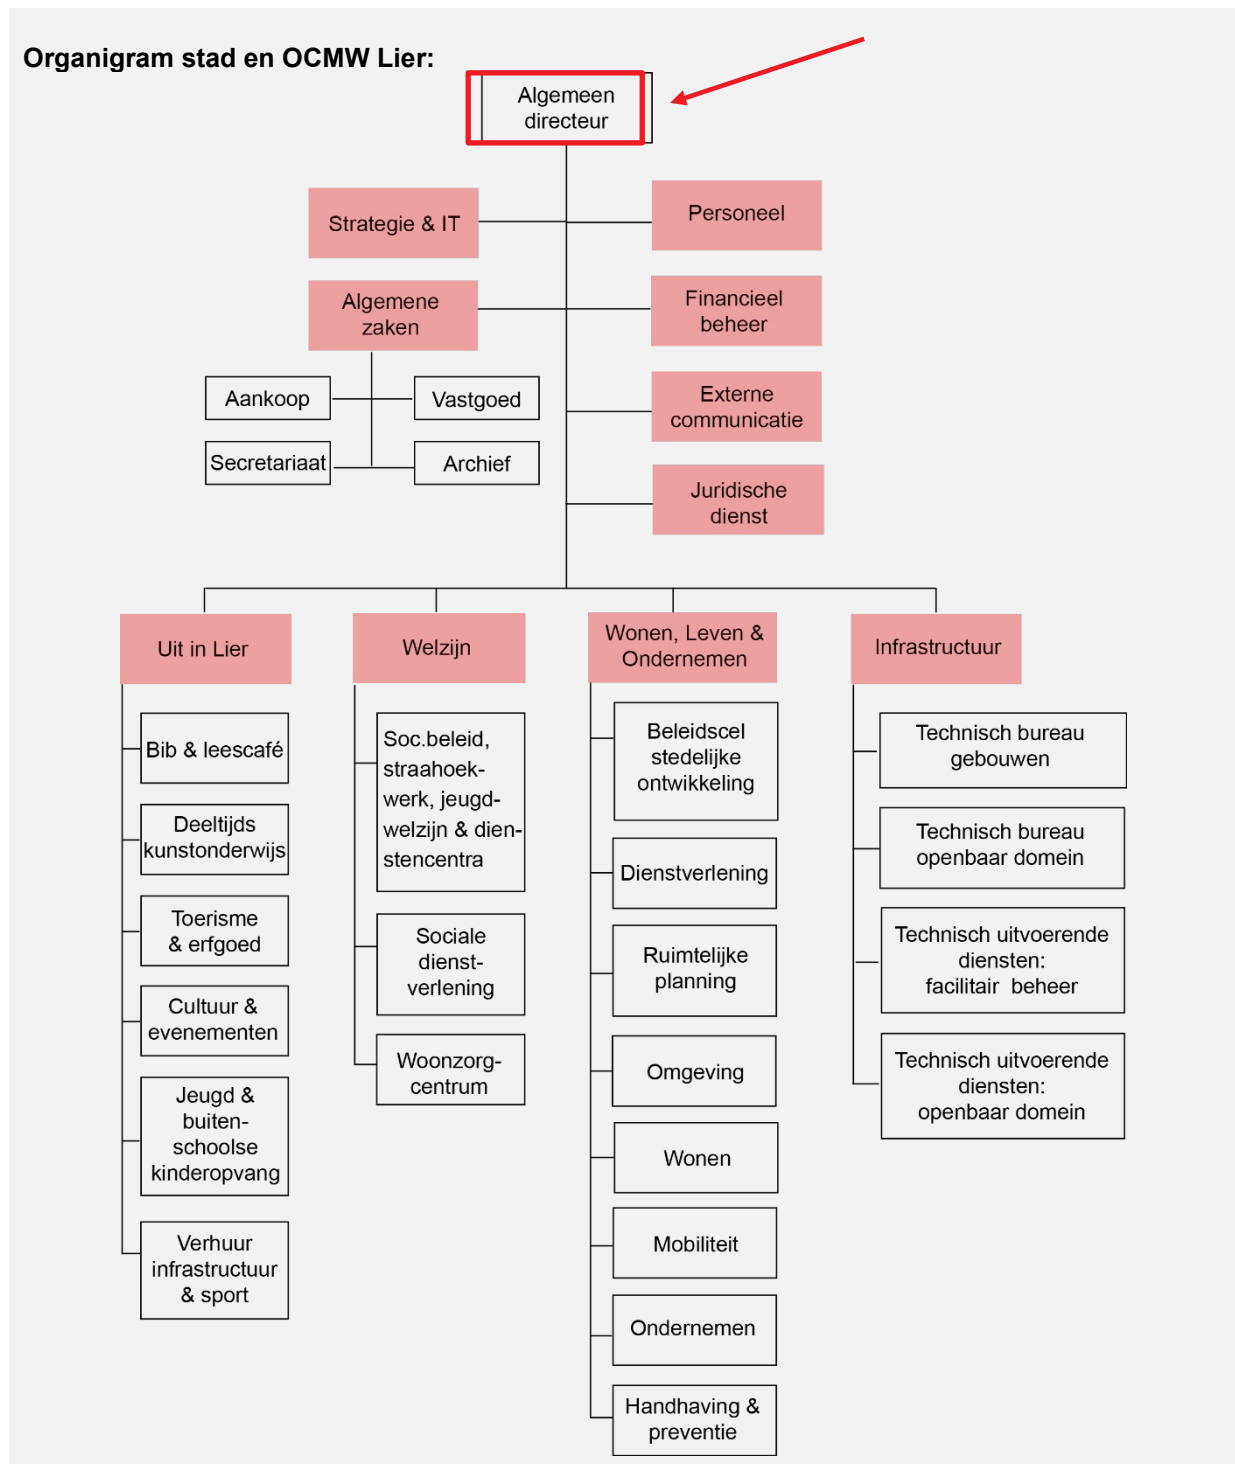 Organigram stad en OCMW Lier:
Algemeen
directeur
Strategie & IT
Personeel
Algemene
zaken
Financieel
beheer
Aankoop
Vastgoed
Secretariaat
Archief
Externe
communicatie
Juridische
dienst
Uit in Lier
Bib & leescafé
Deeltijds
kunstonderwijs
Toerisme
& erfgoed
Cultuur &
evenementen
Jeugd &
buiten-
schoolse
kinderopvang
Verhuur
infrastructuur
& sport
Welzijn
Soc.beleid,
straahoek-
werk, jeugd-
welzijn & dien-
stencentra
Sociale
dienst-
verlening
Woonzorg-
centrum
Wonen, Leven &
Ondernemen
Beleidscel
stedelijke
ontwikkeling
Dienstverlening
Ruimtelijke
planning
Omgeving
Wonen
Mobiliteit
Ondernemen
Handhaving &
preventie
Infrastructuur
Technisch bureau
gebouwen
Technisch bureau
openbaar domein
Technisch uitvoerende
diensten:
facilitair beheer
Technisch uitvoerende
diensten:
openbaar domein